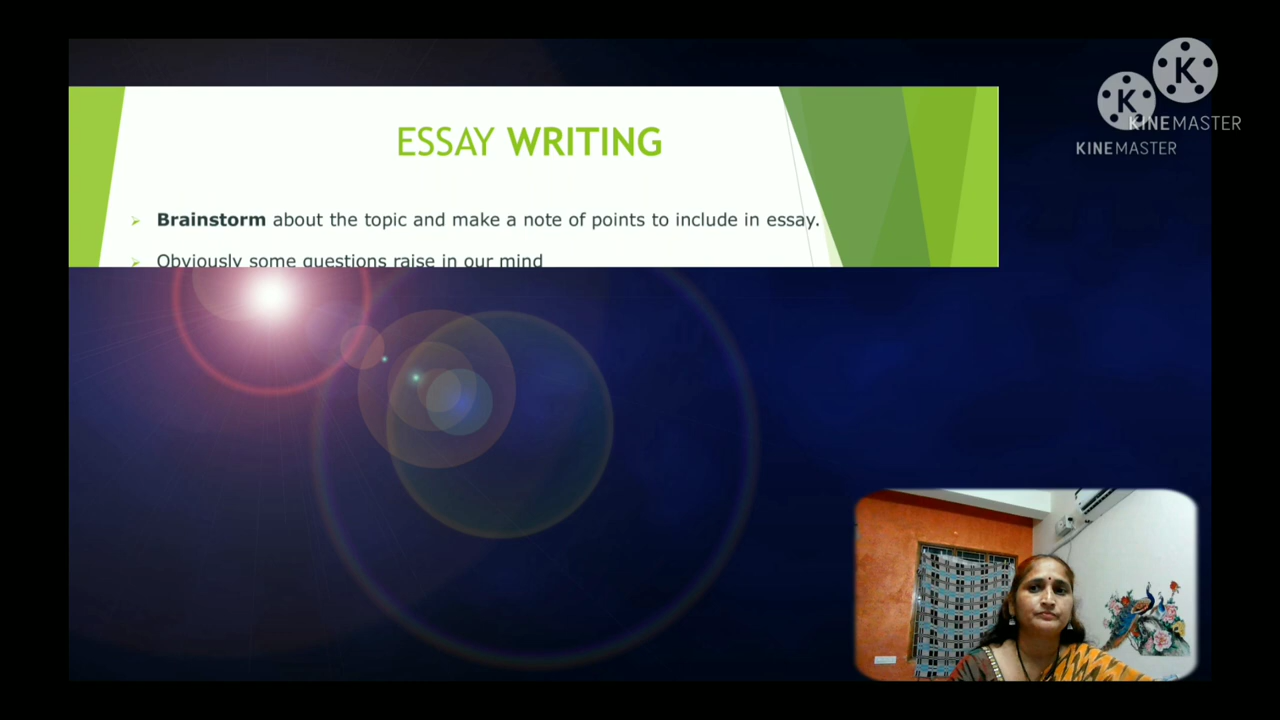 ESSAY WRITING
Brainstorm about the topic and make a note of points to include in essay.
Obviously some questions raise in our mind
K
K
KINEMASTER
KINEMASTER